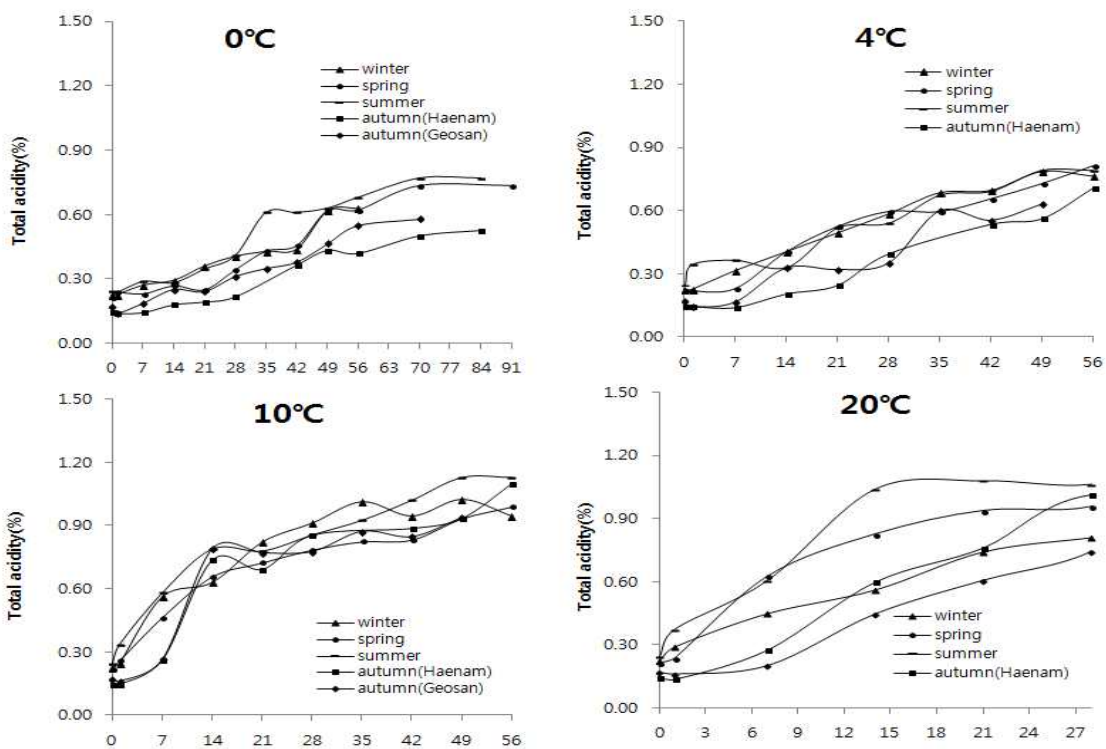 0℃
Total acidity(%)
1.50
1.20
0.90
0.60
0.30
0.00
winter
spring
summer
autumn(Haenam)
autumn(Geosan)
0 7 14 21 28 35 42 49 56 63 70 77 84 91
4℃
Total acidity(%)
1.50
1.20
0.90
0.60
0.30
0.00
winter
spring
summer
autumn(Haenam)
0 7 14 21 28 35 42 49 56
10℃
Total acidity(%)
1.50
1.20
0.90
0.60
0.30
0.00
winter
spring
summer
autumn(Haenam)
autumn(Geosan)
0 7 14 21 28 35 42 49 56
20℃
Total acidity(%)
1.50
1.20
0.90
0.60
0.30
0.00
winter
spring
summer
autumn(Haenam)
0 3 6 9 12 15 18 21 24 27